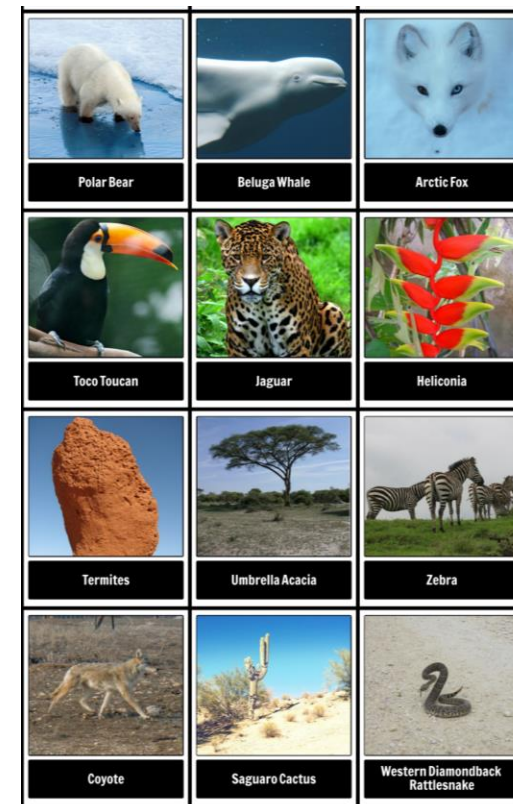 Polar Bear
Beluga Whale
Arctic Fox
Toco Toucan
Jaguar
Heliconia
Termites
Umbrella Acacia
Zebra
Coyote
Saguaro Cactus
Western Diamondback
Rattlesnake